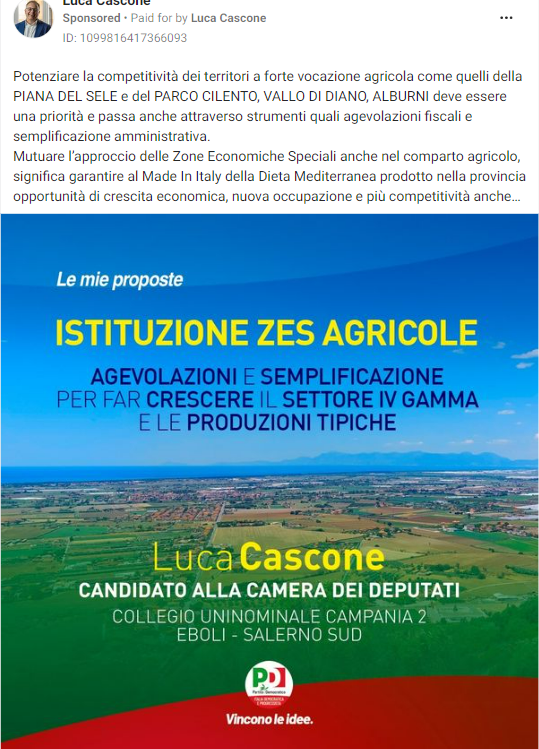 Luca Cascone
Sponsored • Paid for by Luca Cascone
ID: 1099816417366093
Potenziare la competitività dei territori a forte vocazione agricola come quelli della
PIANA DEL SELE e del PARCO CILENTO, VALLO DI DIANO, ALBURNI deve essere
una priorità e passa anche attraverso strumenti quali agevolazioni fiscali e
semplificazione amministrativa.
Mutuare l’approccio delle Zone Economiche Speciali anche nel comparto agricolo,
significa garantire al Made In Italy della Dieta Mediterranea prodotto nella provincia
opportunità di crescita economica, nuova occupazione e più competitività anche...
Le mie proposte
ISTITUZIONE ZES AGRICOLE
AGEVOLAZIONI E SEMPLIFICAZIONE
PER FAR CRESCERE IL SETTORE IV GAMMA
E LE PRODUZIONI TIPICHE
Luca Cascone
CANDIDATO ALLA CAMERA DEI DEPUTATI
COLLEGIO UNINOMINALE CAMPANIA 2
EBOLI - SALERNO SUD
PD
Partito Democratico
ITALIA DEMOCRATICA
E PROGRESSISTA
Vincono le idee.